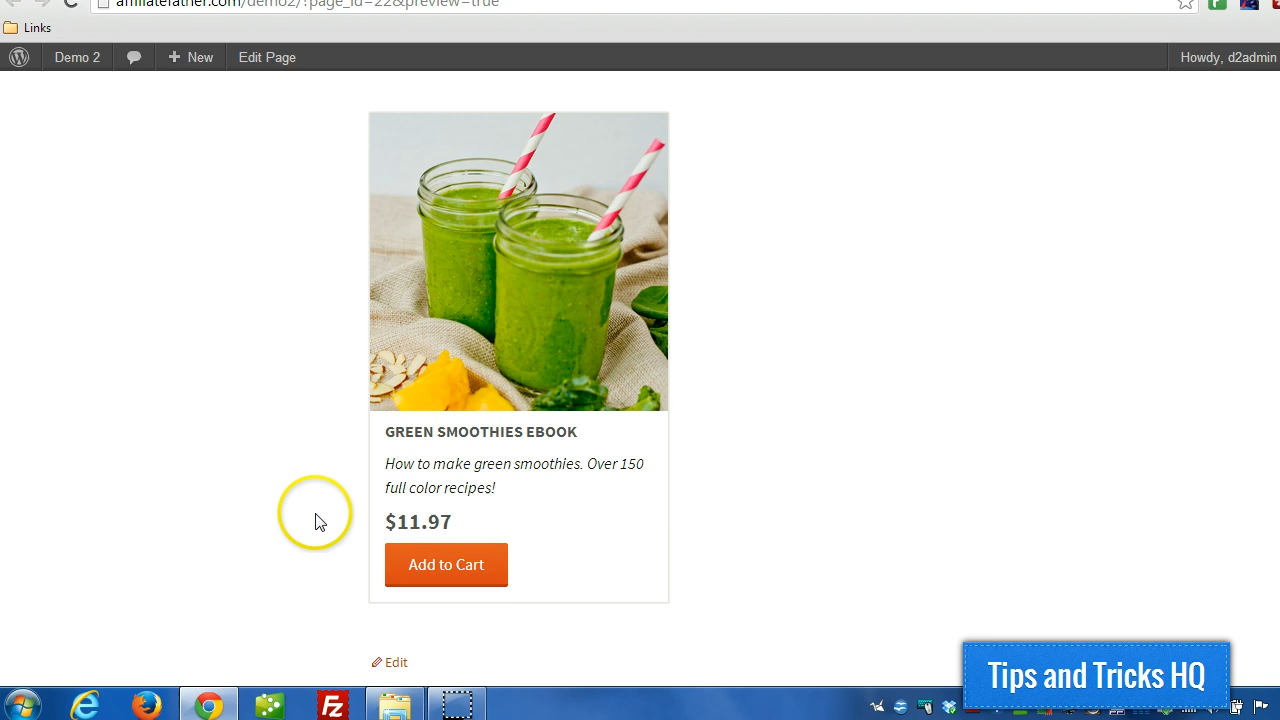 affiliatefather.com/demo2/?page_id=22&preview=true
Links
Demo 2
New
Edit Page
Howdy, d2admin
GREEN SMOOTHIES EBOOK
How to make green smoothies. Over 150
full color recipes!
$11.97
Add to Cart
Edit
Tips and Tricks HQ